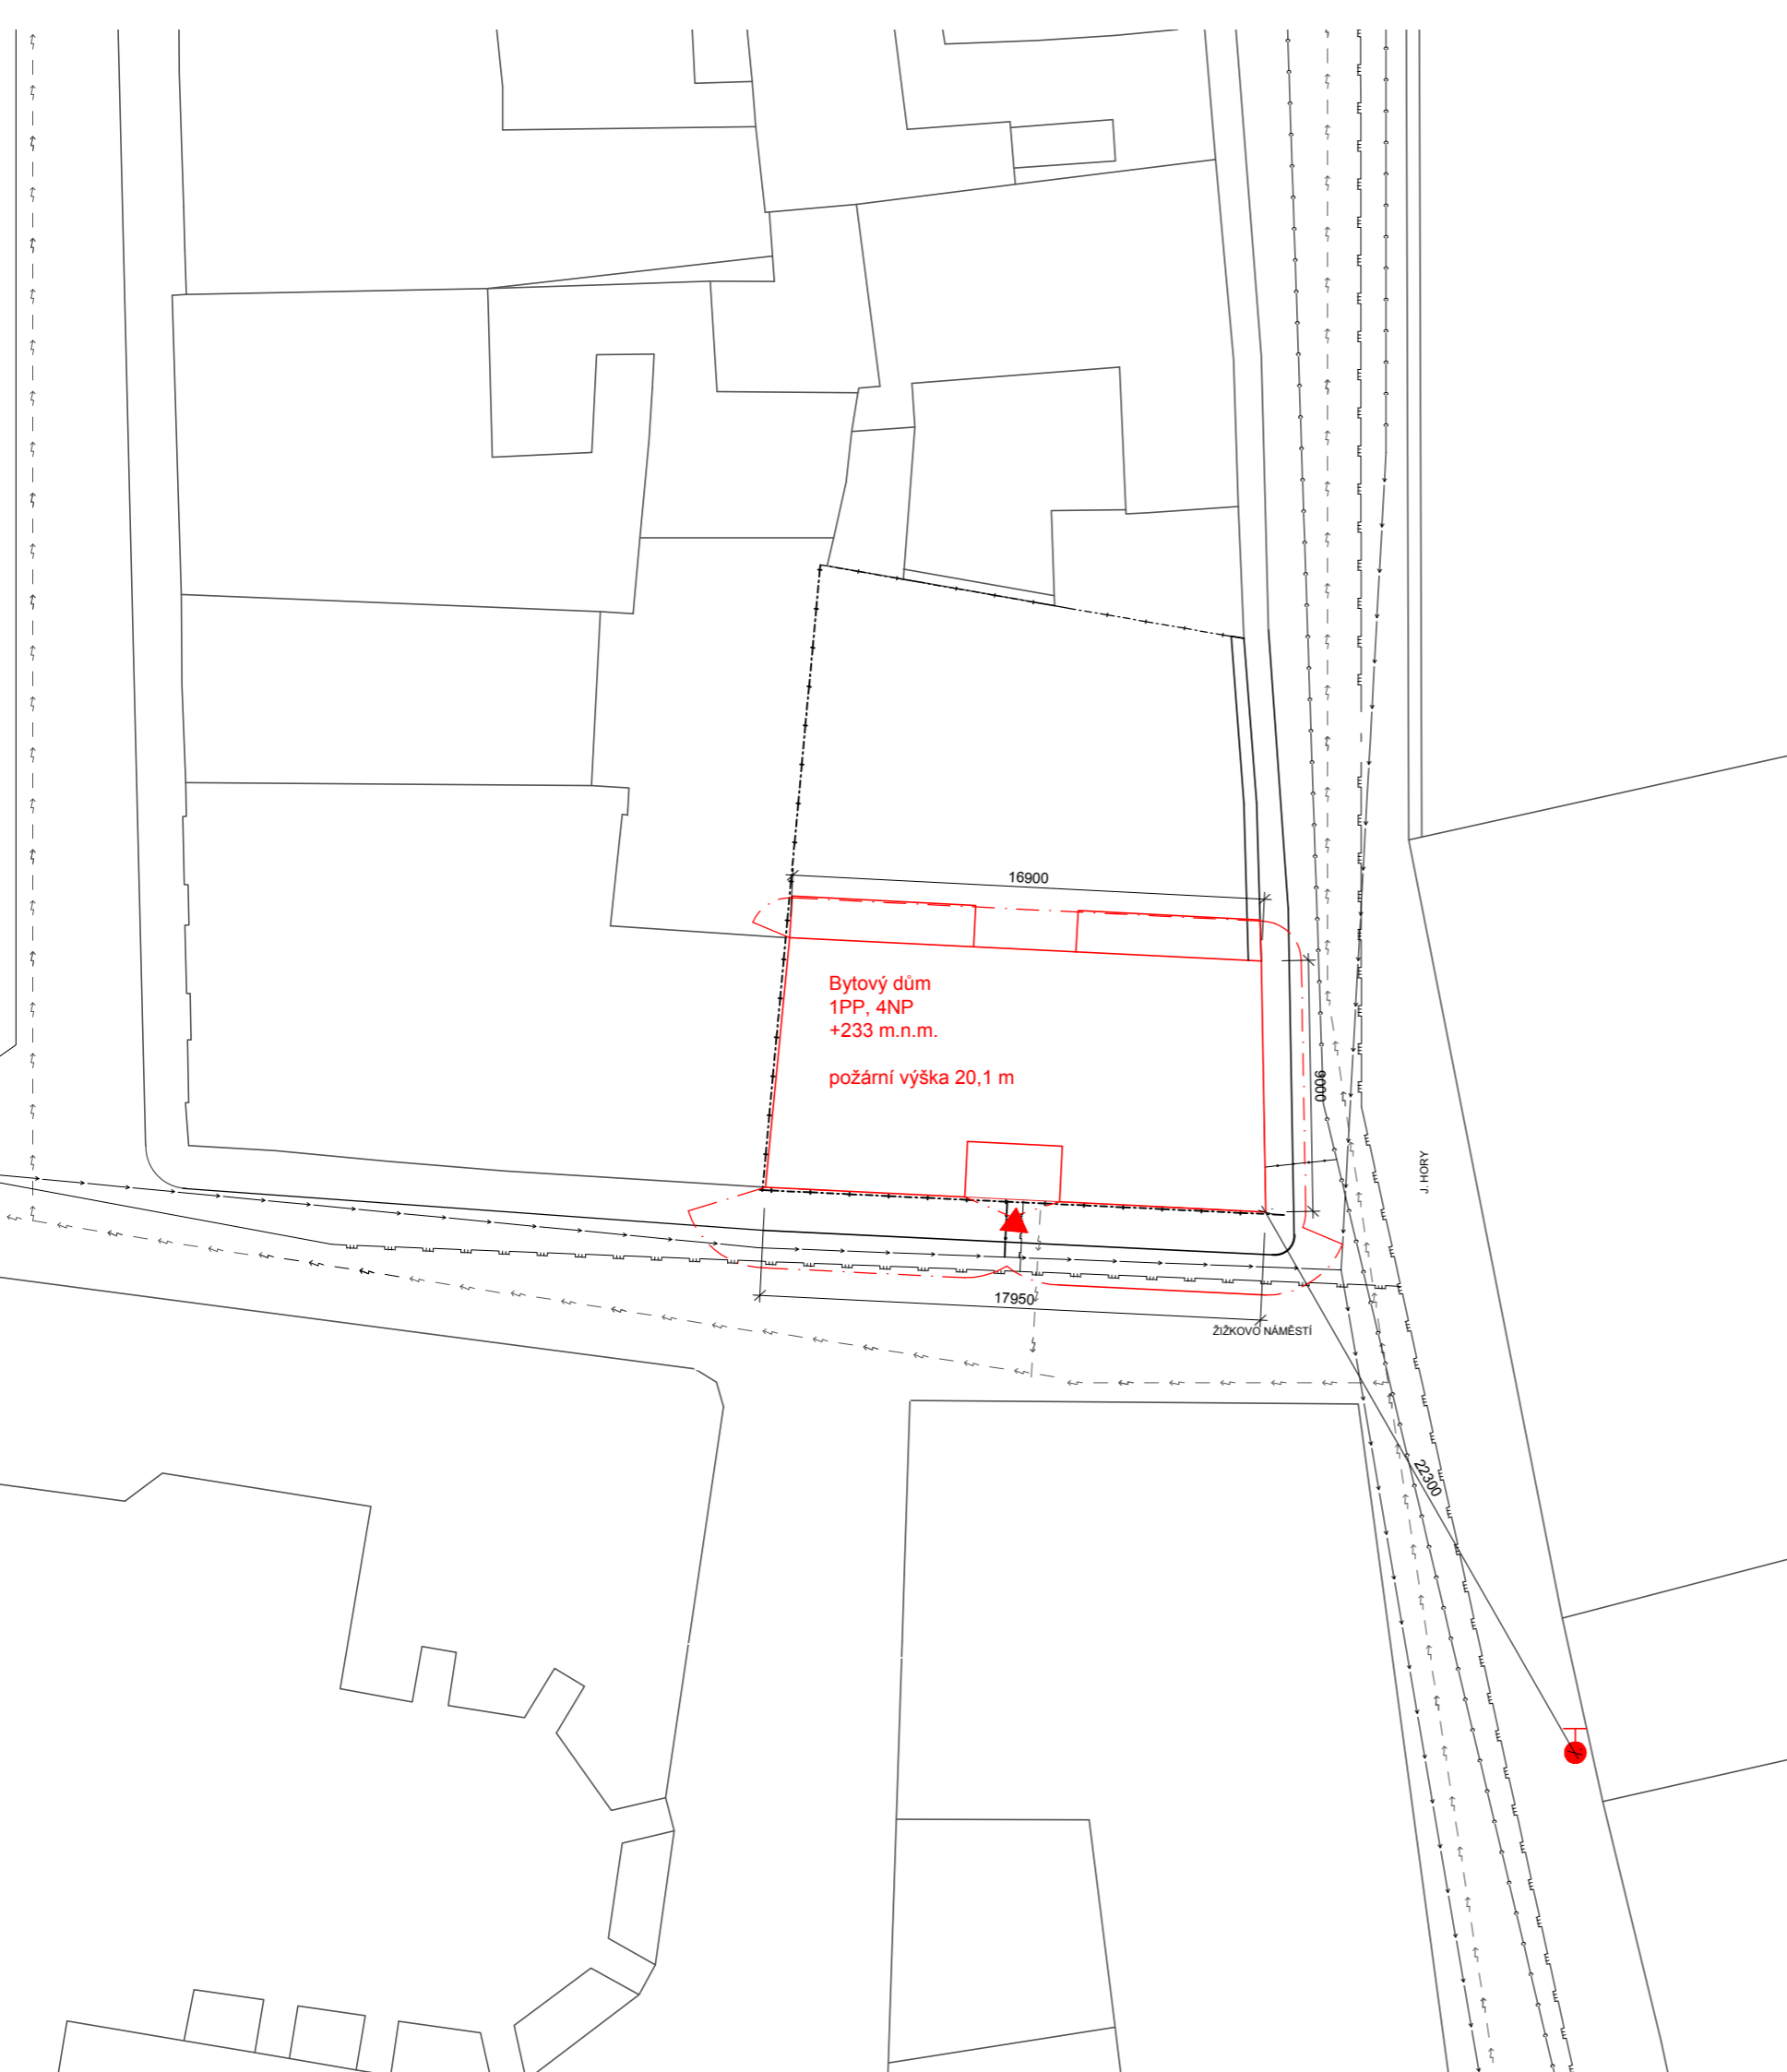 16900
Bytový dům
1PP, 4NP
+233 m.n.m.
požární výška 20,1 m
9000
J. HORY
17950
ŽIŽKOVO NÁMĚSTÍ
22300